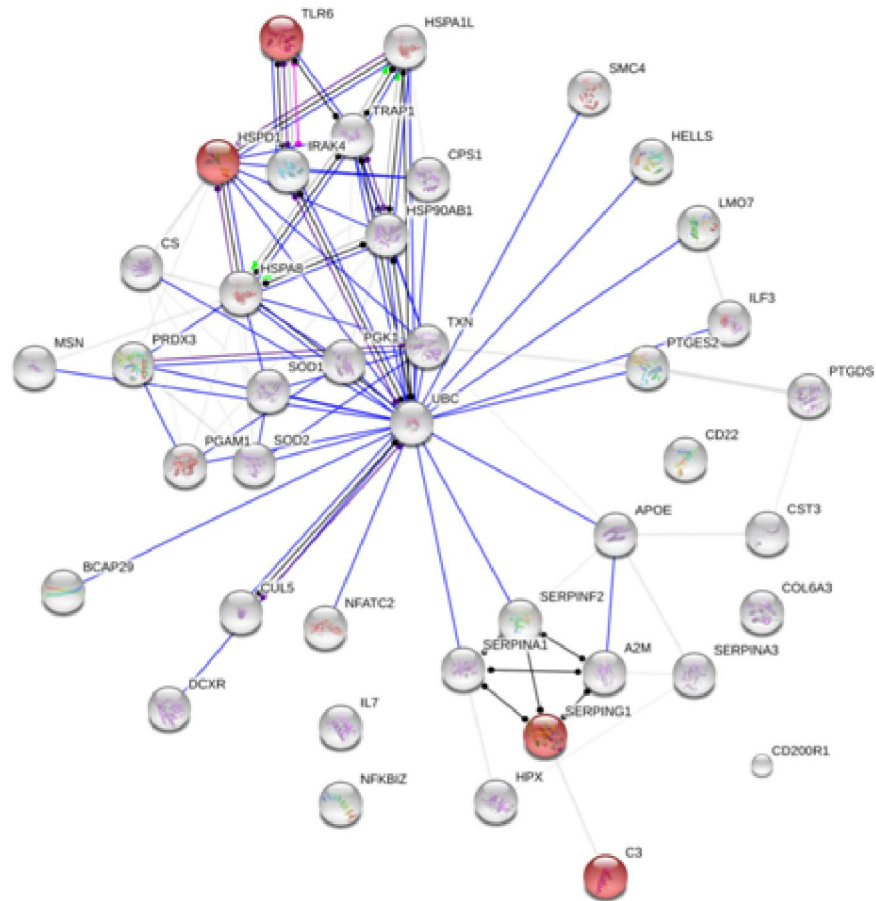 TLR6
HSPA1L
SMC4
TRAP1
HSPD1
IRAK4
HELLS
CPS1
HSP90AB1
LMO7
CS
HSPA8
ILF3
TXN
MSN
PRDX3
PGK1
PTGES2
SOD1
PTGDS
UBC
PGAM1
SOD2
CD22
APOE
CST3
BCAP29
CUL5
NFATC2
SERPINF2
COL6A3
SERPINA1
A2M
SERPINA3
DCXR
IL7
SERPING1
CD200R1
NFKBIZ
HPX
C3